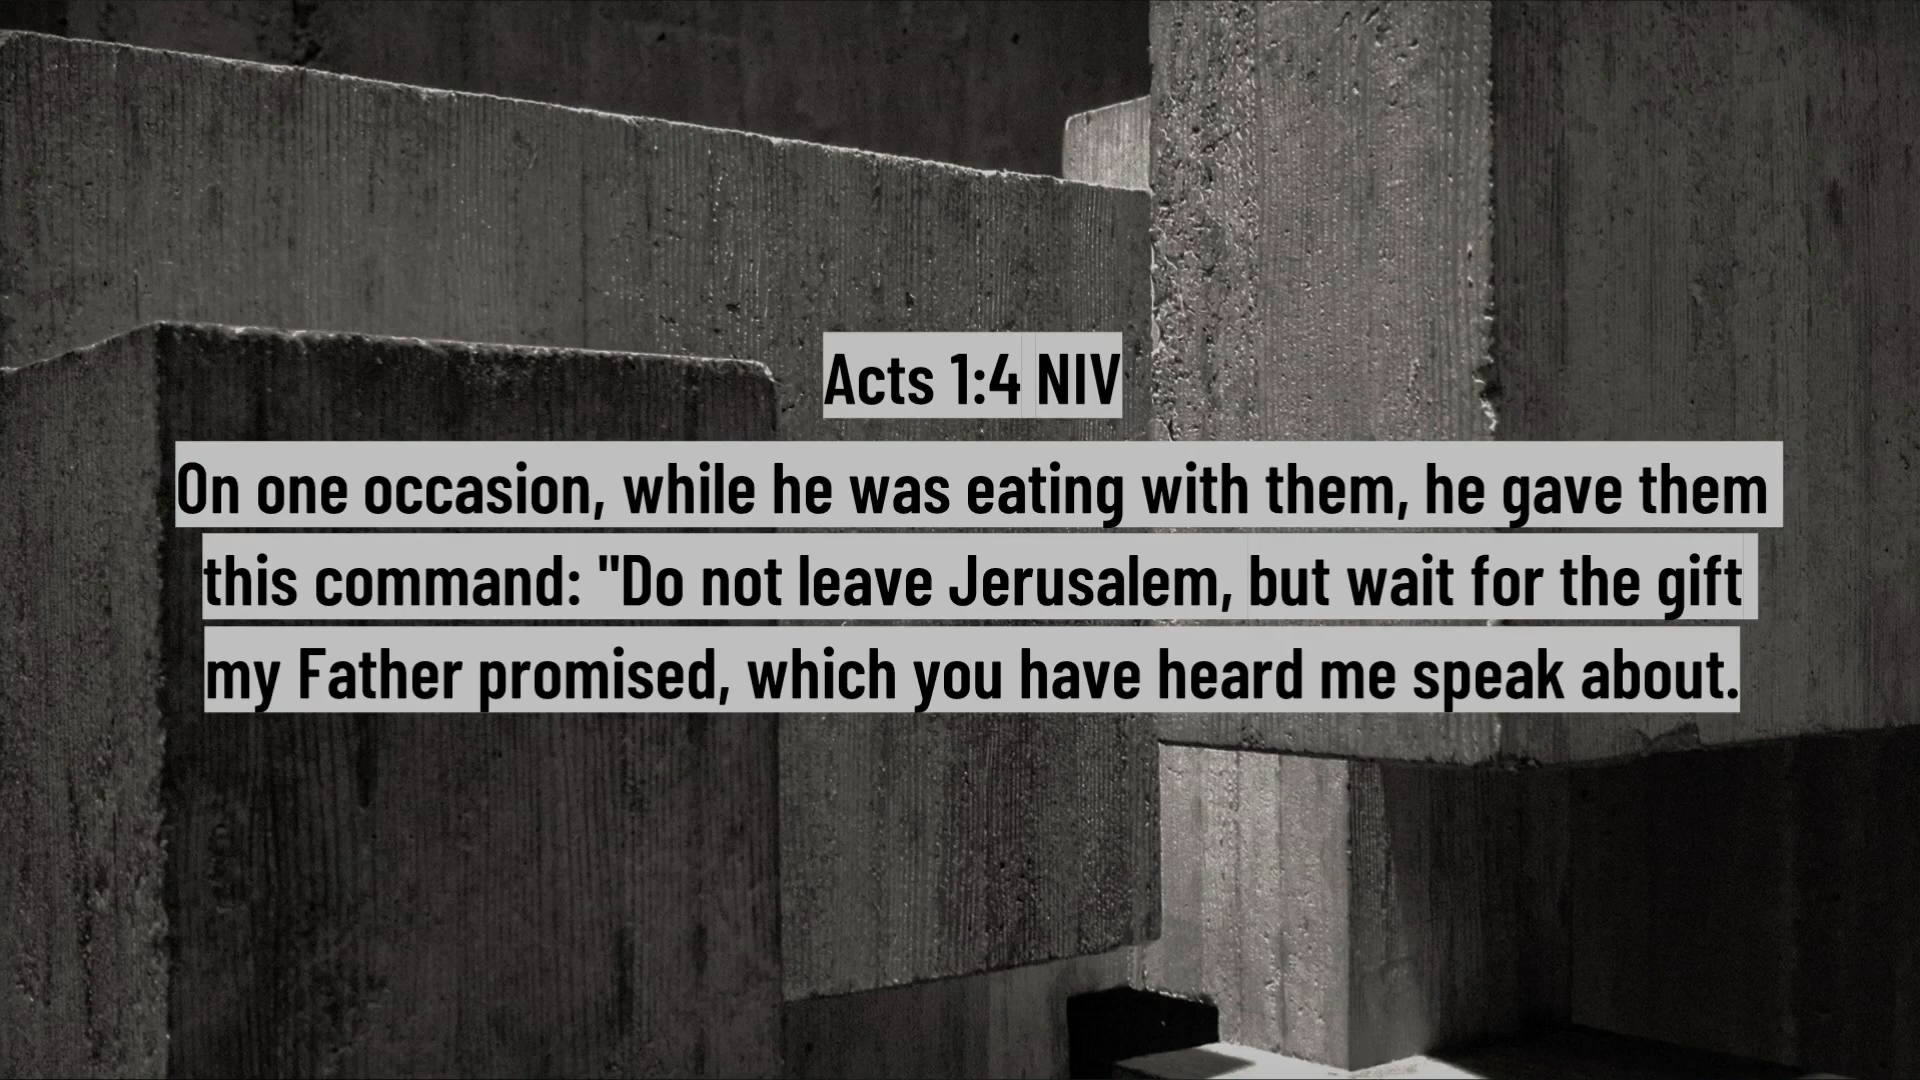 Acts 1:4 NIV
On one occasion, while he was eating with them, he gave them
this command: "Do not leave Jerusalem, but wait for the gift
my Father promised, which you have heard me speak about.